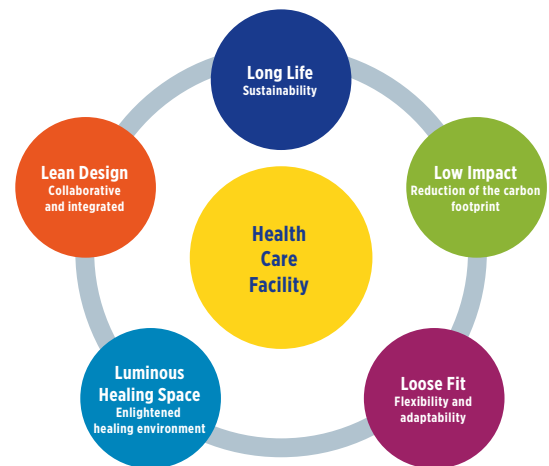 Long Life
Sustainability
Lean Design
Collaborative
and integrated
Low Impact
Reduction of the carbon
footprint
Health
Care
Facility
Luminous
Healing Space
Enlightened
healing environment
Loose Fit
Flexibility and
adaptability